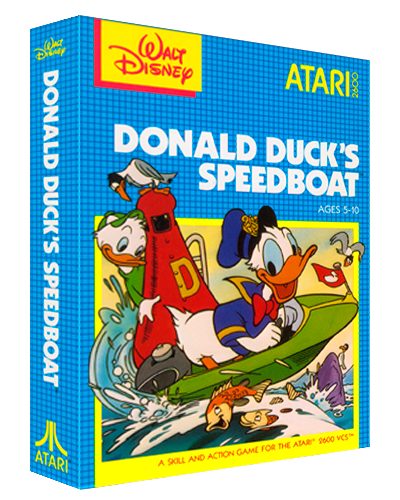 WALT
DISNEY
DONALD DUCK'S SPEEDBOAT
ATARI
WALT
DISNEY
ATARI 2600
DONALD DUCK'S
SPEEDBOAT
AGES 5-10
D
A SKILL AND ACTION GAME FOR THE ATARI® 2600 VCS™